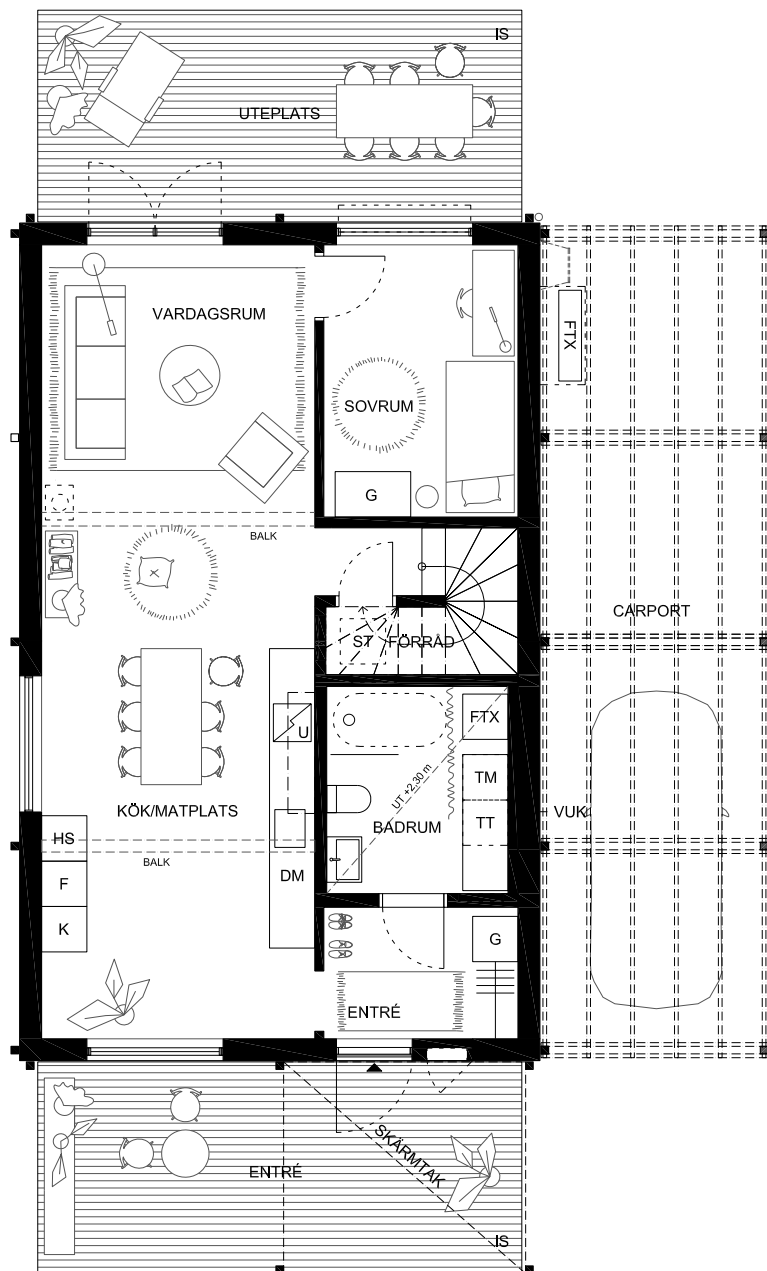 IS
UTEPLATS
VARDAGSRUM
FTX
SOVRUM
G
BALK
CARPORT
ST FÖRRÅD
FTX
U
TM
UT +2,30 m
KÖK/MATPLATS
VUK
TT
BADRUM
HS
BALK
DM
F
K
G
ENTRÉ
SKÄRMTAK
ENTRÉ
IS